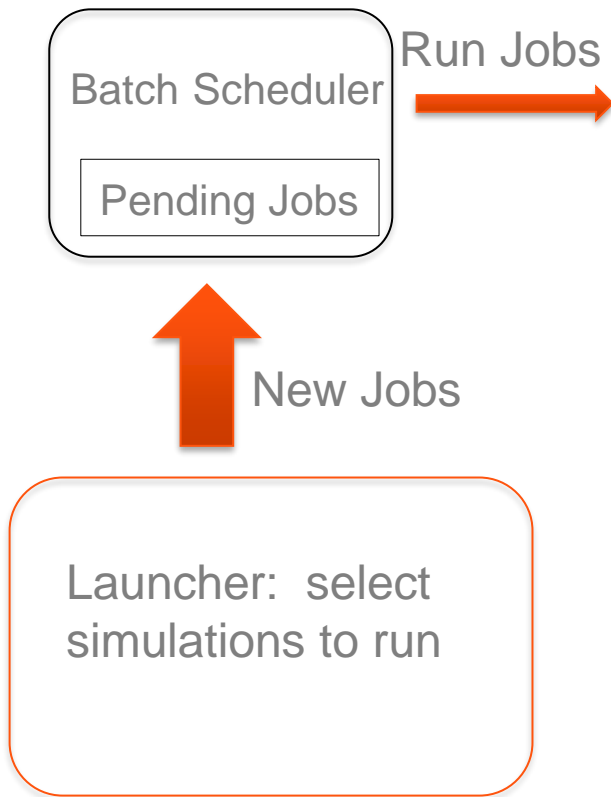 Run Jobs
Batch Scheduler
Pending Jobs
New Jobs
Launcher: select
simulations to run